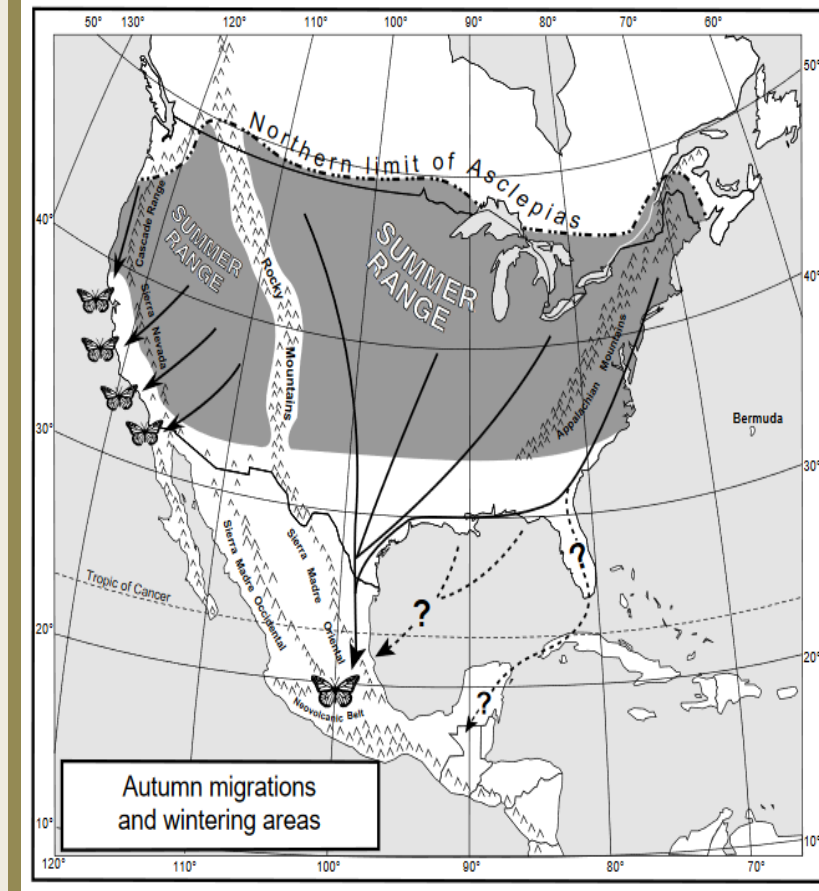 50° 130° 120° 110° 100° 90° 80° 70° 60°
50°
Northern limit of Asclepias
40°
Cascade Range
SUMMER
RANGE
Rocky
Mountains
SUMMER
RANGE
Appalachian Mountains
40°
Sierra Nevada
Bermuda
30°
30°
?
Sierra Madre Occidental
Sierra Madre Oriental
Tropic of Cancer
?
20°
20°
?
Neovolcanic Belt
Autumn migrations
and wintering areas
10°
10°
120° 110° 100° 90° 80° 70°